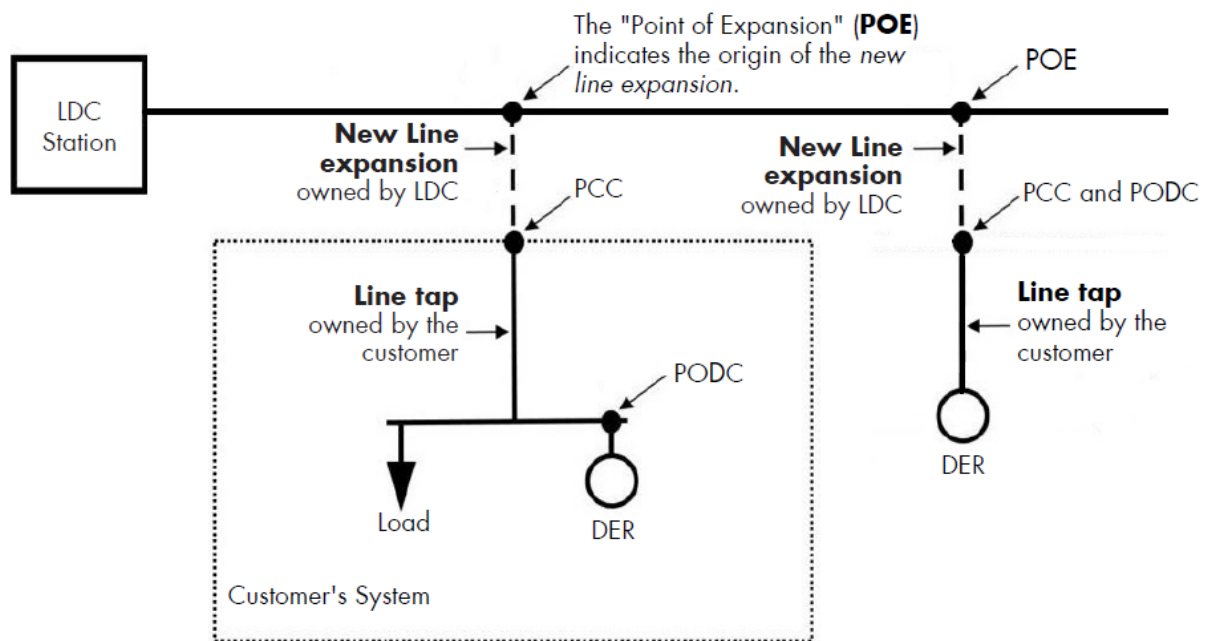 The "Point of Expansion" (POE)
indicates the origin of the new
line expansion.
POE
LDC
Station
New Line
expansion
owned by LDC
New Line
expansion
owned by LDC
PCC
PCC and PODC
Line tap
owned by the
customer
Line tap
owned by the
customer
PODC
DER
Load
DER
Customer's System